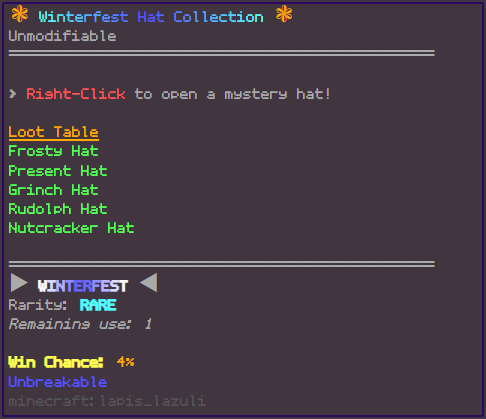 ❃ Winterfest Hat Collection ❃
Unmodifiable
> Right-Click to open a mystery hat!
Loot Table
Frosty Hat
Present Hat
Grinch Hat
Rudolph Hat
Nutcracker Hat
▶ WINTERFEST ◀
Rarity: RARE
Remaining use: 1
Win Chance: 4%
Unbreakable
minecraft:lapis_lazuli